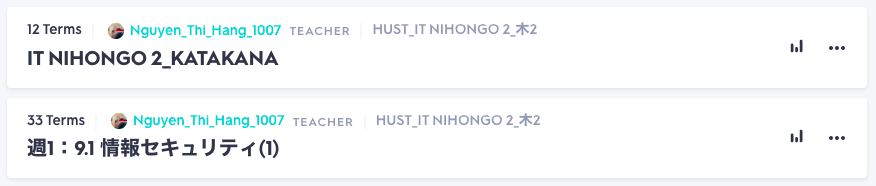 12 Terms Nguyen_Thi_Hang_1007 TEACHER HUST_IT NIHONGO 2_木2
IT NIHONGO 2_KATAKANA
33 Terms Nguyen_Thi_Hang_1007 TEACHER HUST_IT NIHONGO 2_木2
週1：9.1 情報セキュリティ(1)